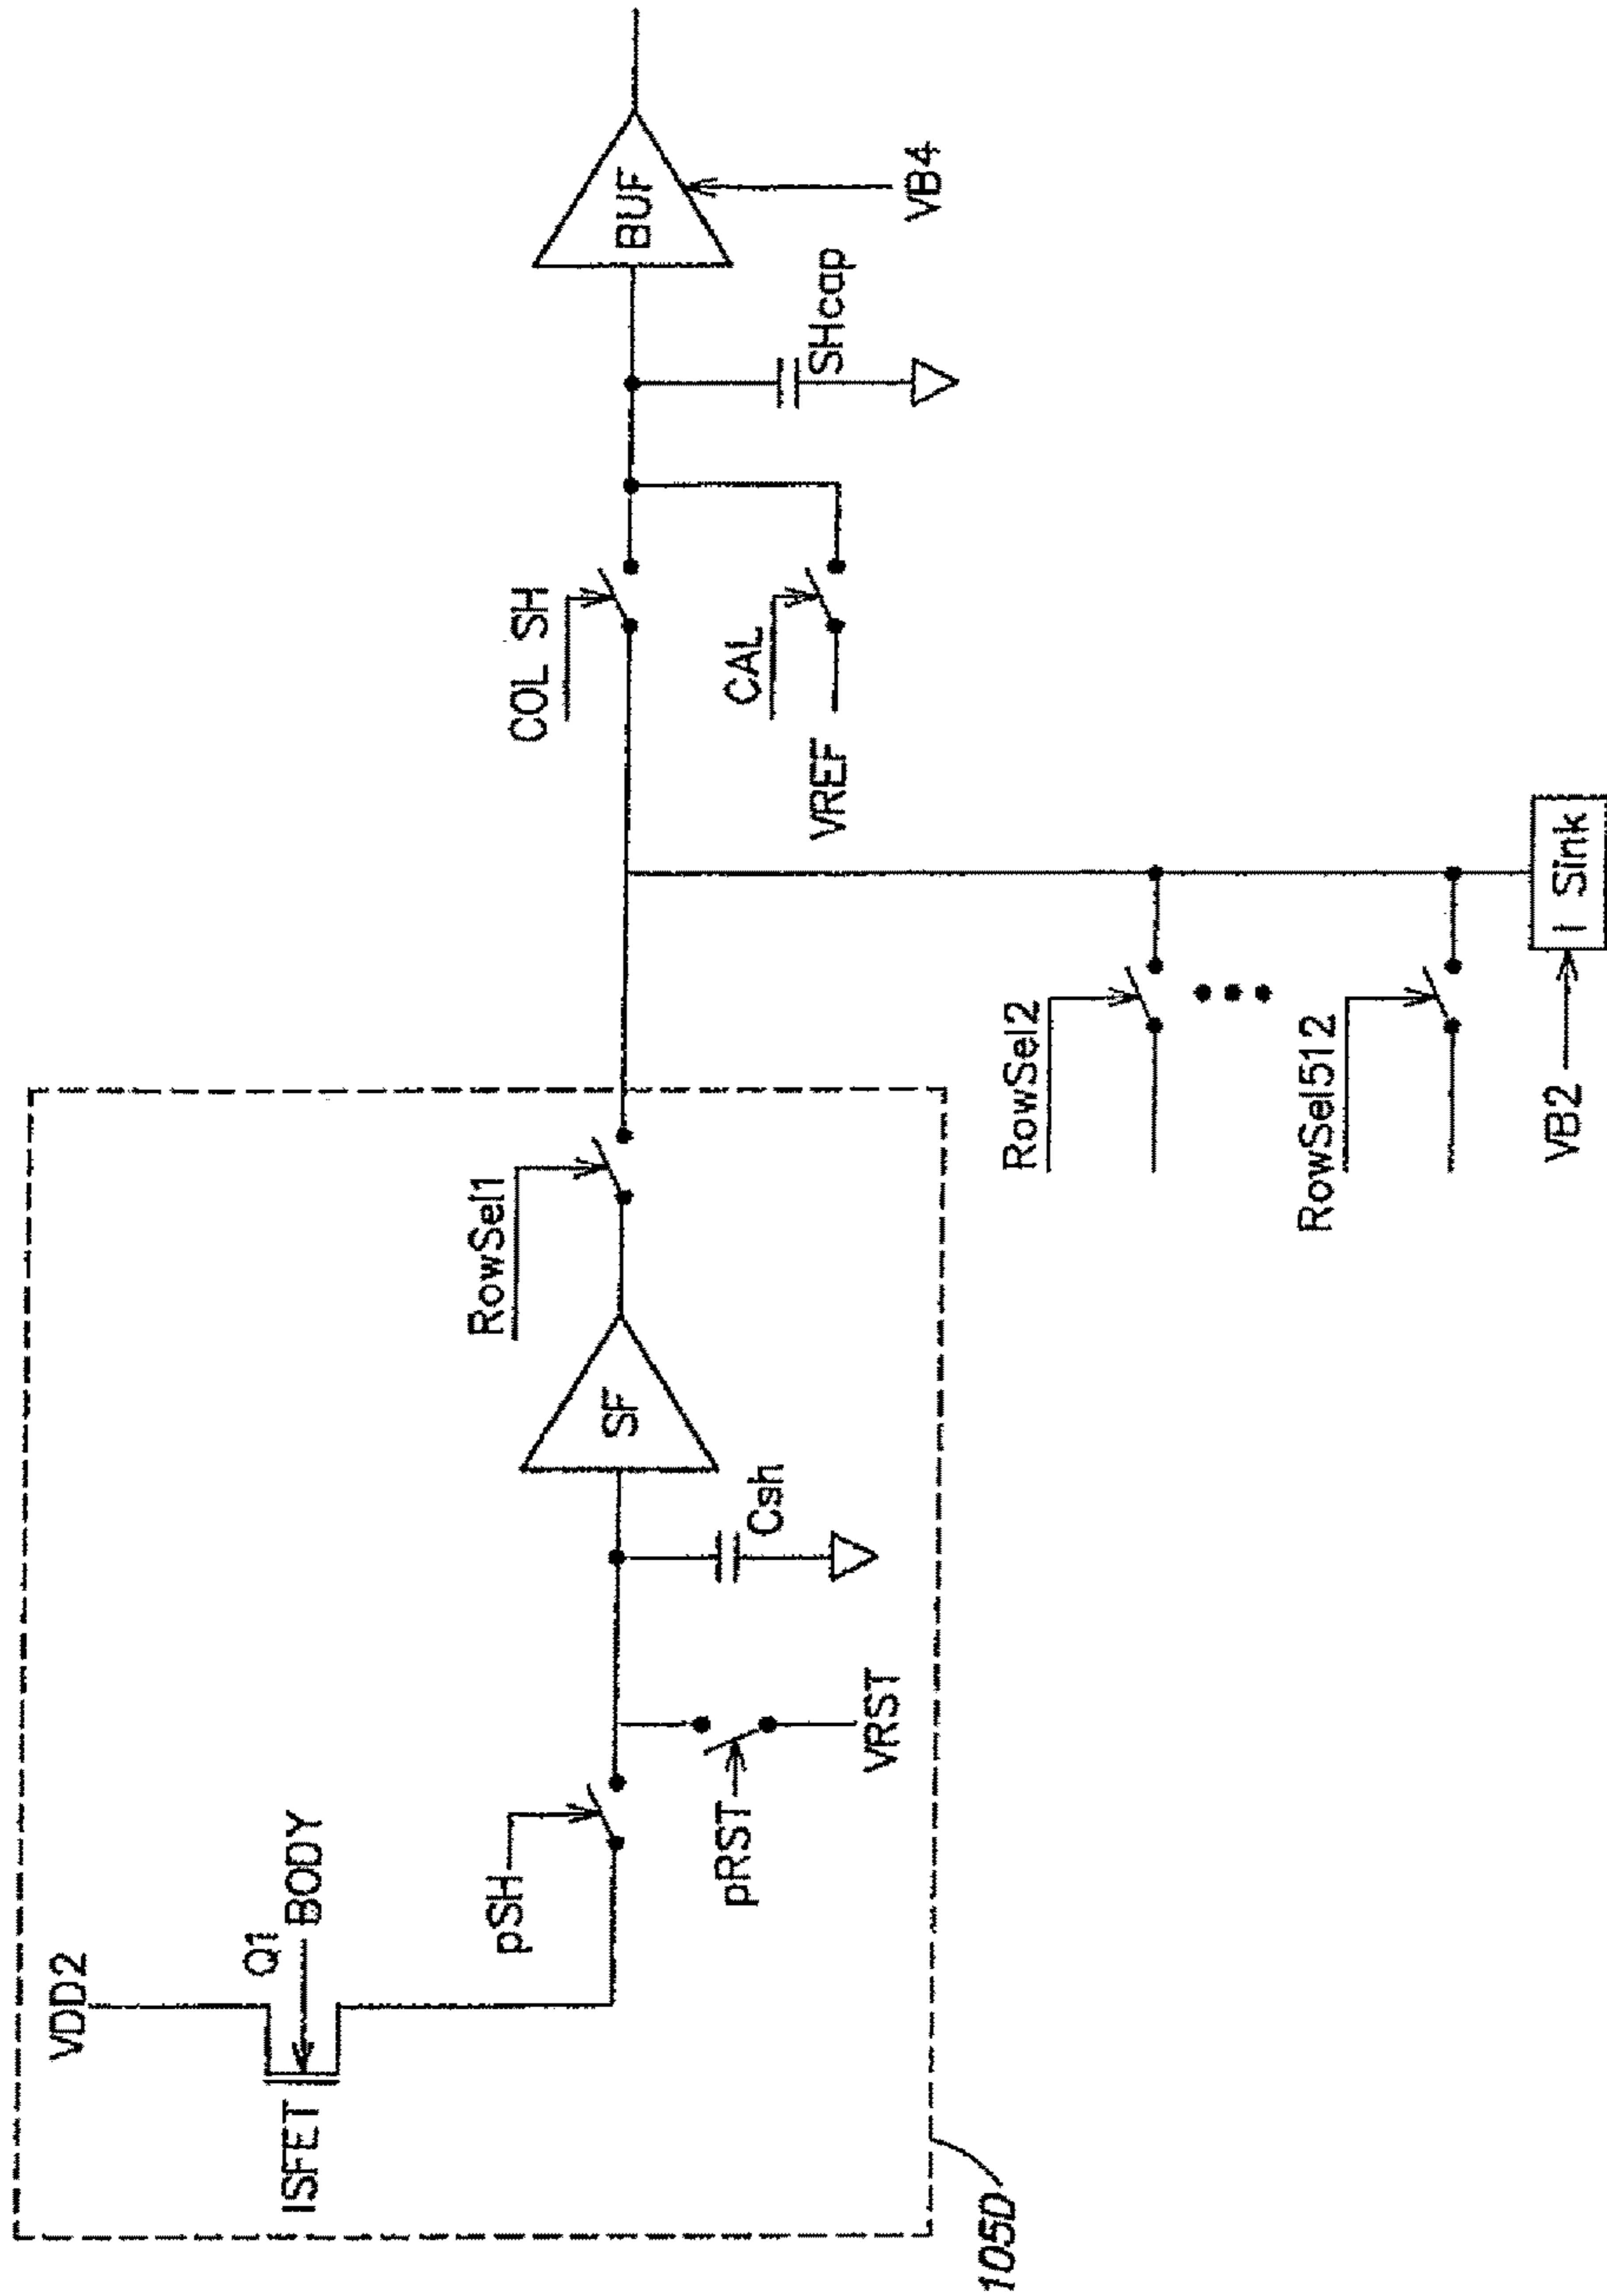 VDD2
Q1
BODY
ISFET
pSH
pRST
VRST
Csh
SF
RowSel1
105D
RowSel2
RowSel512
VB2
I Sink
COL SH
CAL
VREF
SHcap
BUF
VB4